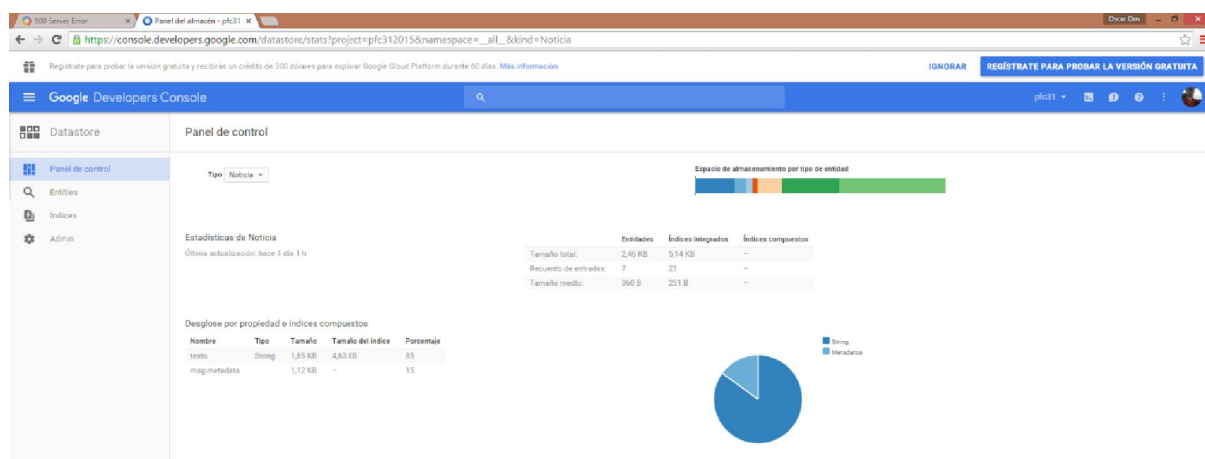 500 Server Error
Panel del almacén - pfc31
Oscar Dos
https://console.developers.google.com/datastore/stats?project=pfc312015&namespace=__all__&kind=Noticia
Regístrate para probar la versión gratuita y recibirás un crédito de 300 dólares para explorar Google Cloud Platform durante 60 días. Más información
IGNORAR
REGÍSTRATE PARA PROBAR LA VERSIÓN GRATUITA
Google Developers Console
pfc31
Datastore
Panel de control
Panel de control
Entities
Índices
Admin
Tipo Noticia
Espacio de almacenamiento por tipo de entidad
Estadísticas de Noticia
Última actualización: hace 1 día 1 h
Entidades Índices integrados Índices compuestos
Tamaño total: 2,46 KB 5,14 KB –
Recuento de entradas: 7 21 –
Tamaño medio: 360 B 251 B –
Desglose por propiedad e índices compuestos
Nombre Tipo Tamaño Tamaño del índice Porcentaje
texto String 1,85 KB 4,63 KB 85
msg:metadata 1,12 KB – 15
String
Metadatos